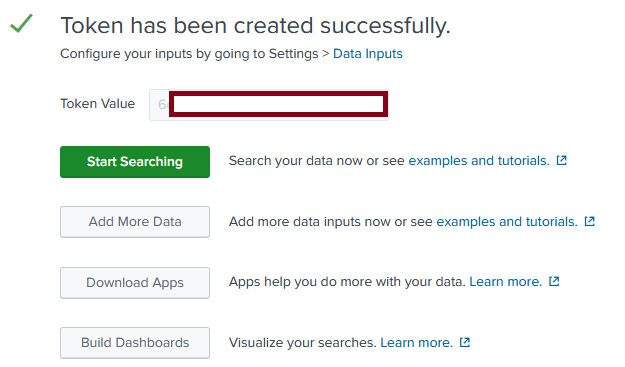 Token has been created successfully.
Configure your inputs by going to Settings > Data Inputs
Token Value
Start Searching Search your data now or see examples and tutorials.
Add More Data Add more data inputs now or see examples and tutorials.
Download Apps Apps help you do more with your data. Learn more.
Build Dashboards Visualize your searches. Learn more.